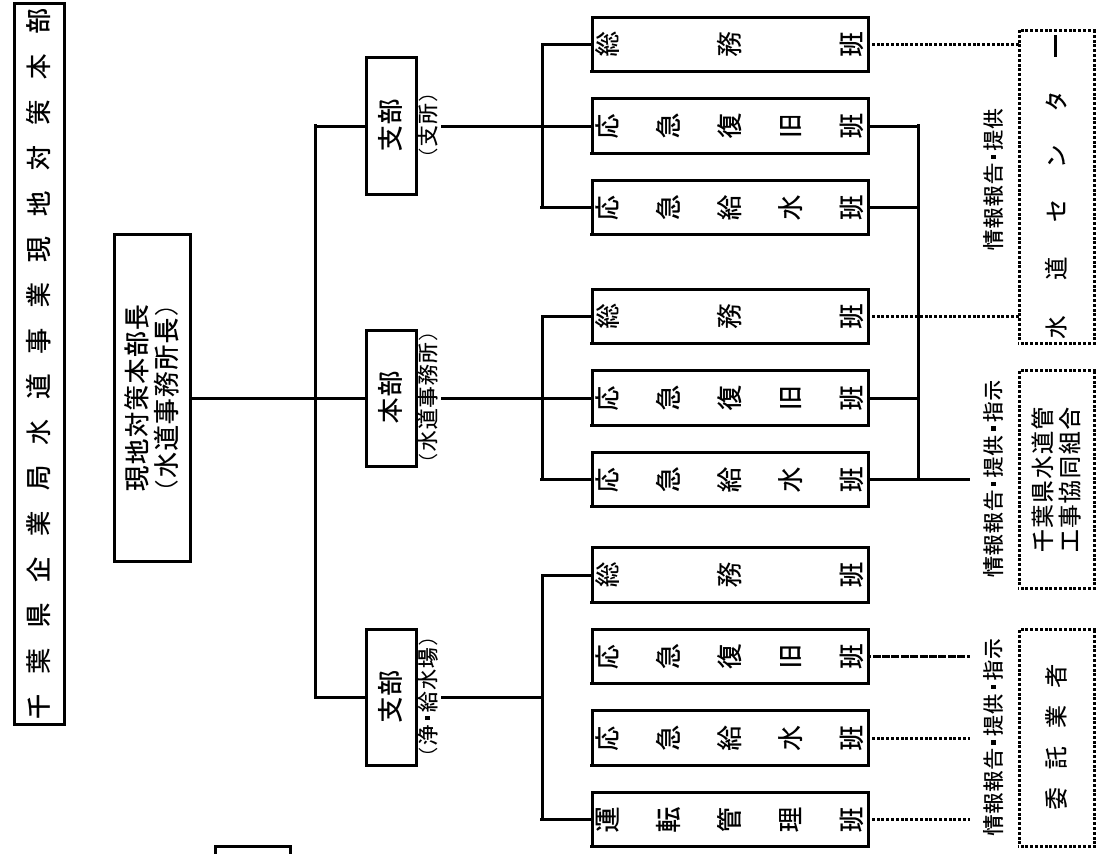 千葉県企業局水道事業現地対策本部
現地対策本部長
(水道事務所長)
支部
(浄・給水場)
本部
(水道事務所)
支部
(支所)
運転管理班
応急給水班
応急復旧班
総務班
応急給水班
応急復旧班
総務班
応急給水班
応急復旧班
総務班
情報報告・提供・指示
情報報告・提供・指示
情報報告・提供
委託業者
千葉県水道管
工事協同組合
水道センター